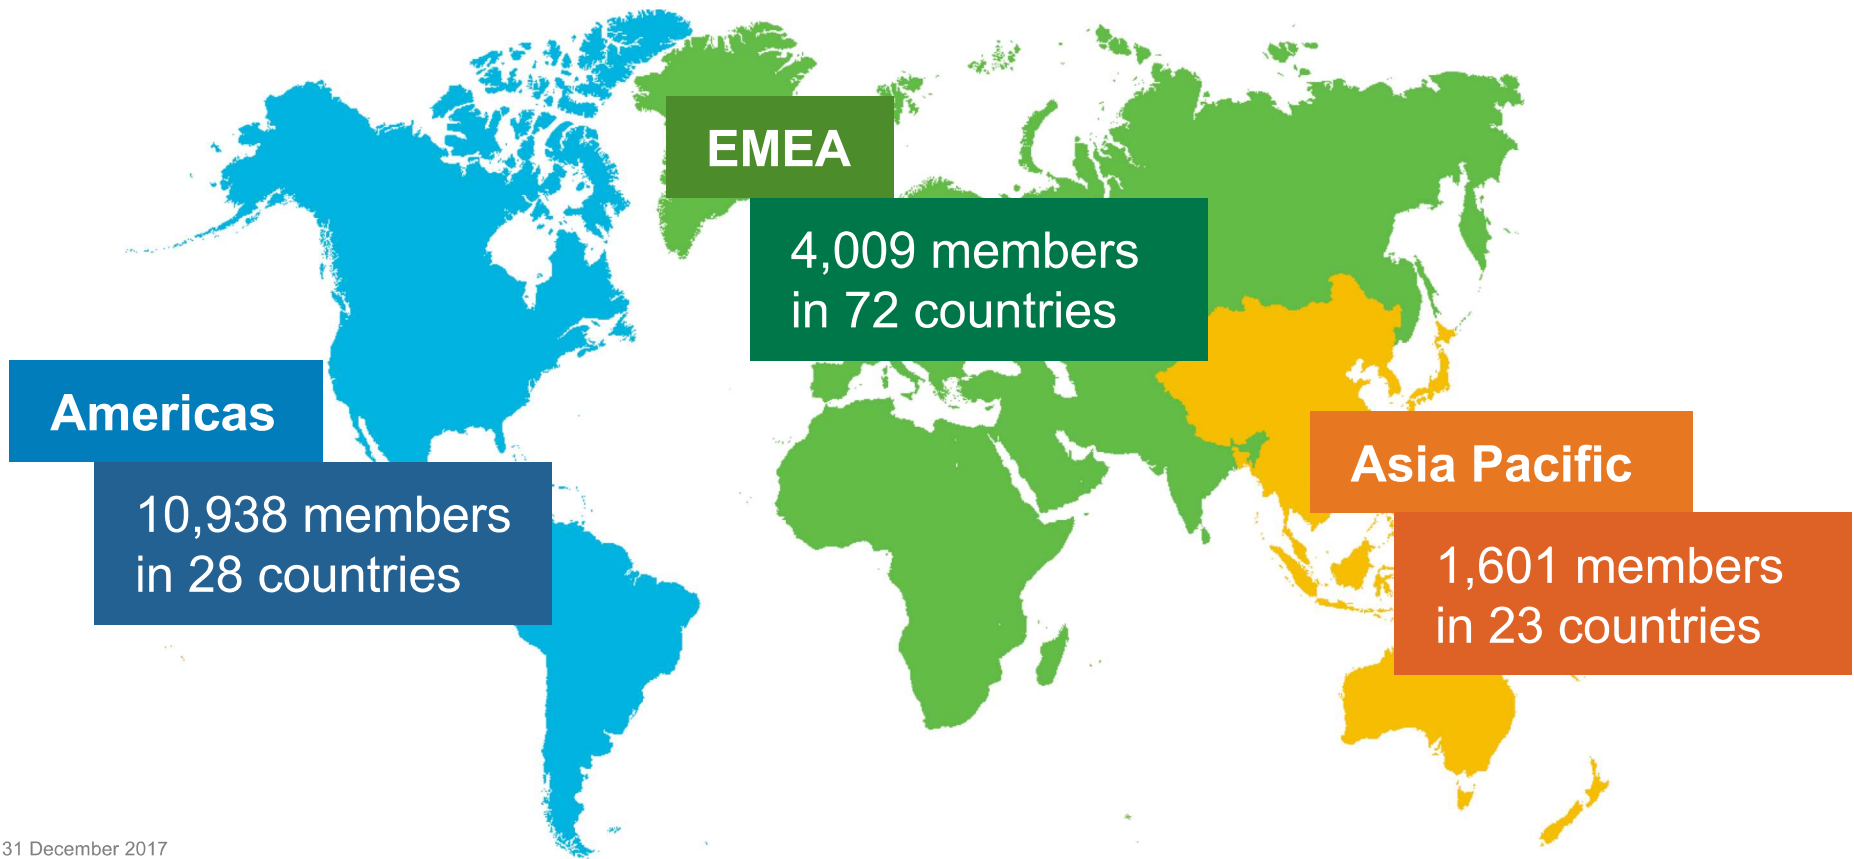 EMEA
4,009 members
in 72 countries
Americas
10,938 members
in 28 countries
Asia Pacific
1,601 members
in 23 countries
31 December 2017